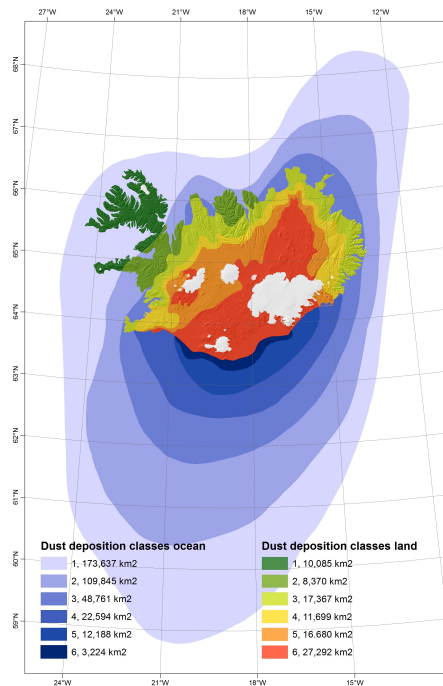 27°W 24°W 21°W 18°W 15°W 12°W
68°N
67°N
66°N
65°N
64°N
63°N
62°N
61°N
60°N
59°N
Dust deposition classes ocean
1, 173,637 km2
2, 109,845 km2
3, 48,761 km2
4, 22,594 km2
5, 12,188 km2
6, 3,224 km2
Dust deposition classes land
1, 10,085 km2
2, 8,370 km2
3, 17,367 km2
4, 11,699 km2
5, 16.680 km2
6, 27,292 km2
24°W 21°W 18°W 15°W